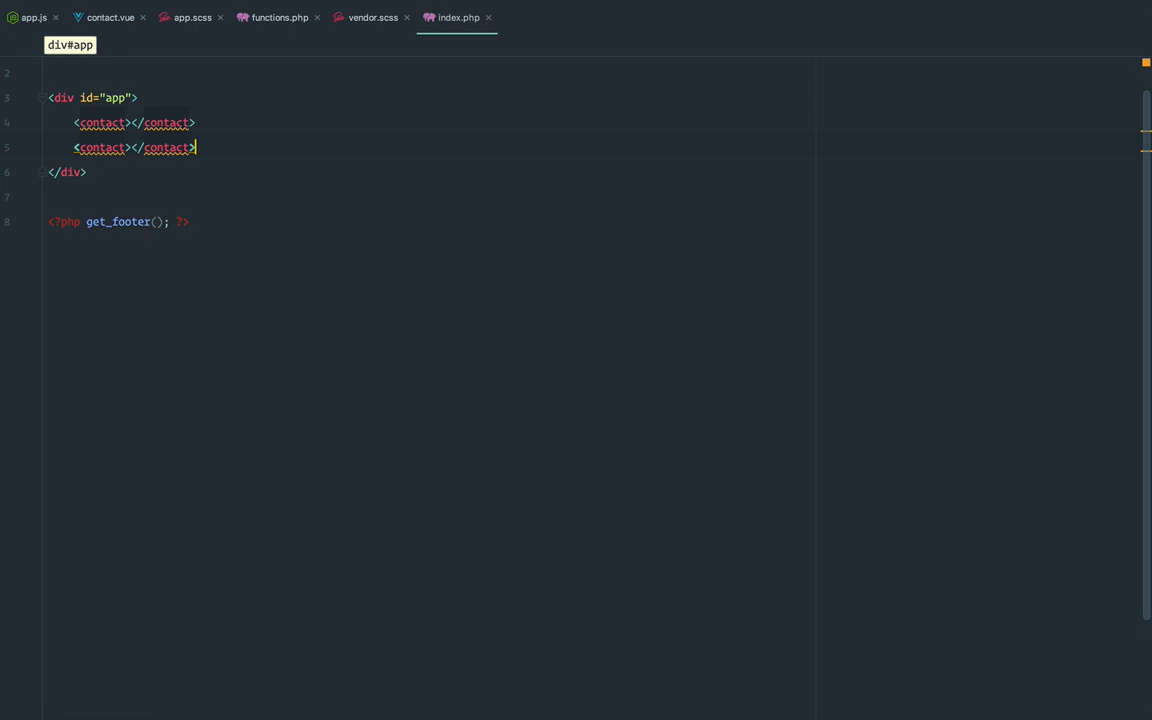 app.js × contact.vue × app.scss × functions.php × vendor.scss × index.php ×
div#app
2
3 <div id="app">
4 <contact></contact>
5 <contact></contact>
6 </div>
7
8 <?php get_footer(); ?>